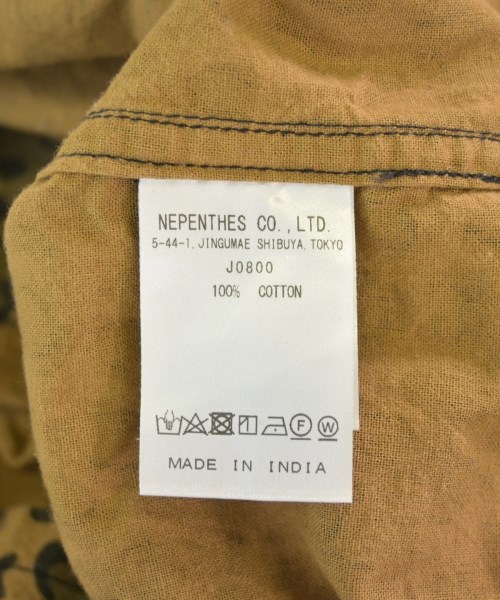 NEPENTHES CO.,LTD.
5-44-1, JINGUMAE SHIBUYA, TOKYO
J0800
100% COTTON
F W
MADE IN INDIA